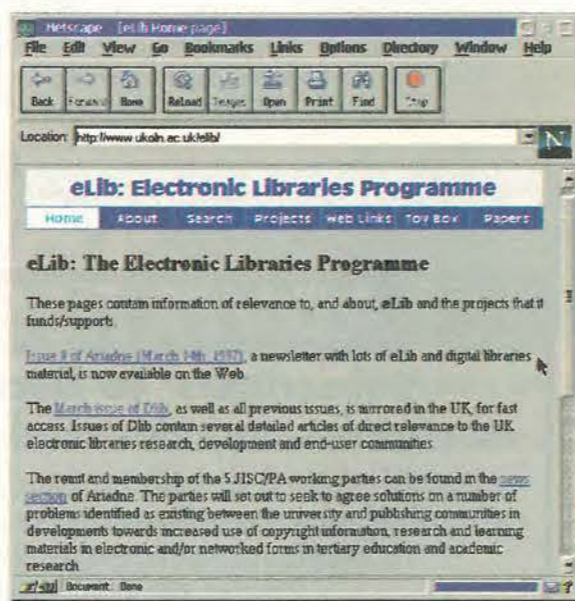 Netscape - [eLib Home page]
File Edit View Go Bookmarks Links Options Directory Window Help
Back Forward Home Reload Images Open Print Find Stop
Location: http://www.ukoln.ac.uk/elib/
N
eLib: Electronic Libraries Programme
Home About Search Projects Web Links Toy Box Papers
eLib: The Electronic Libraries Programme
These pages contain information of relevance to, and about, eLib and the projects that it
funds/supports.
Issue 8 of Ariadne (March 14th, 1997), a newsletter with lots of eLib and digital libraries
material, is now available on the Web.
The March issue of Dlib, as well as all previous issues, is mirrored in the UK, for fast
access. Issues of Dlib contain several detailed articles of direct relevance to the UK
electronic libraries research, development and end-user communities.
The remit and membership of the 5 JISC/PA working parties can be found in the news
section of Ariadne. The parties will set out to seek to agree solutions on a number of
problems identified as existing between the university and publishing communities in
developments towards increased use of copyright information, research and learning
materials in electronic and/or networked forms in tertiary education and academic
research.
Document: Done